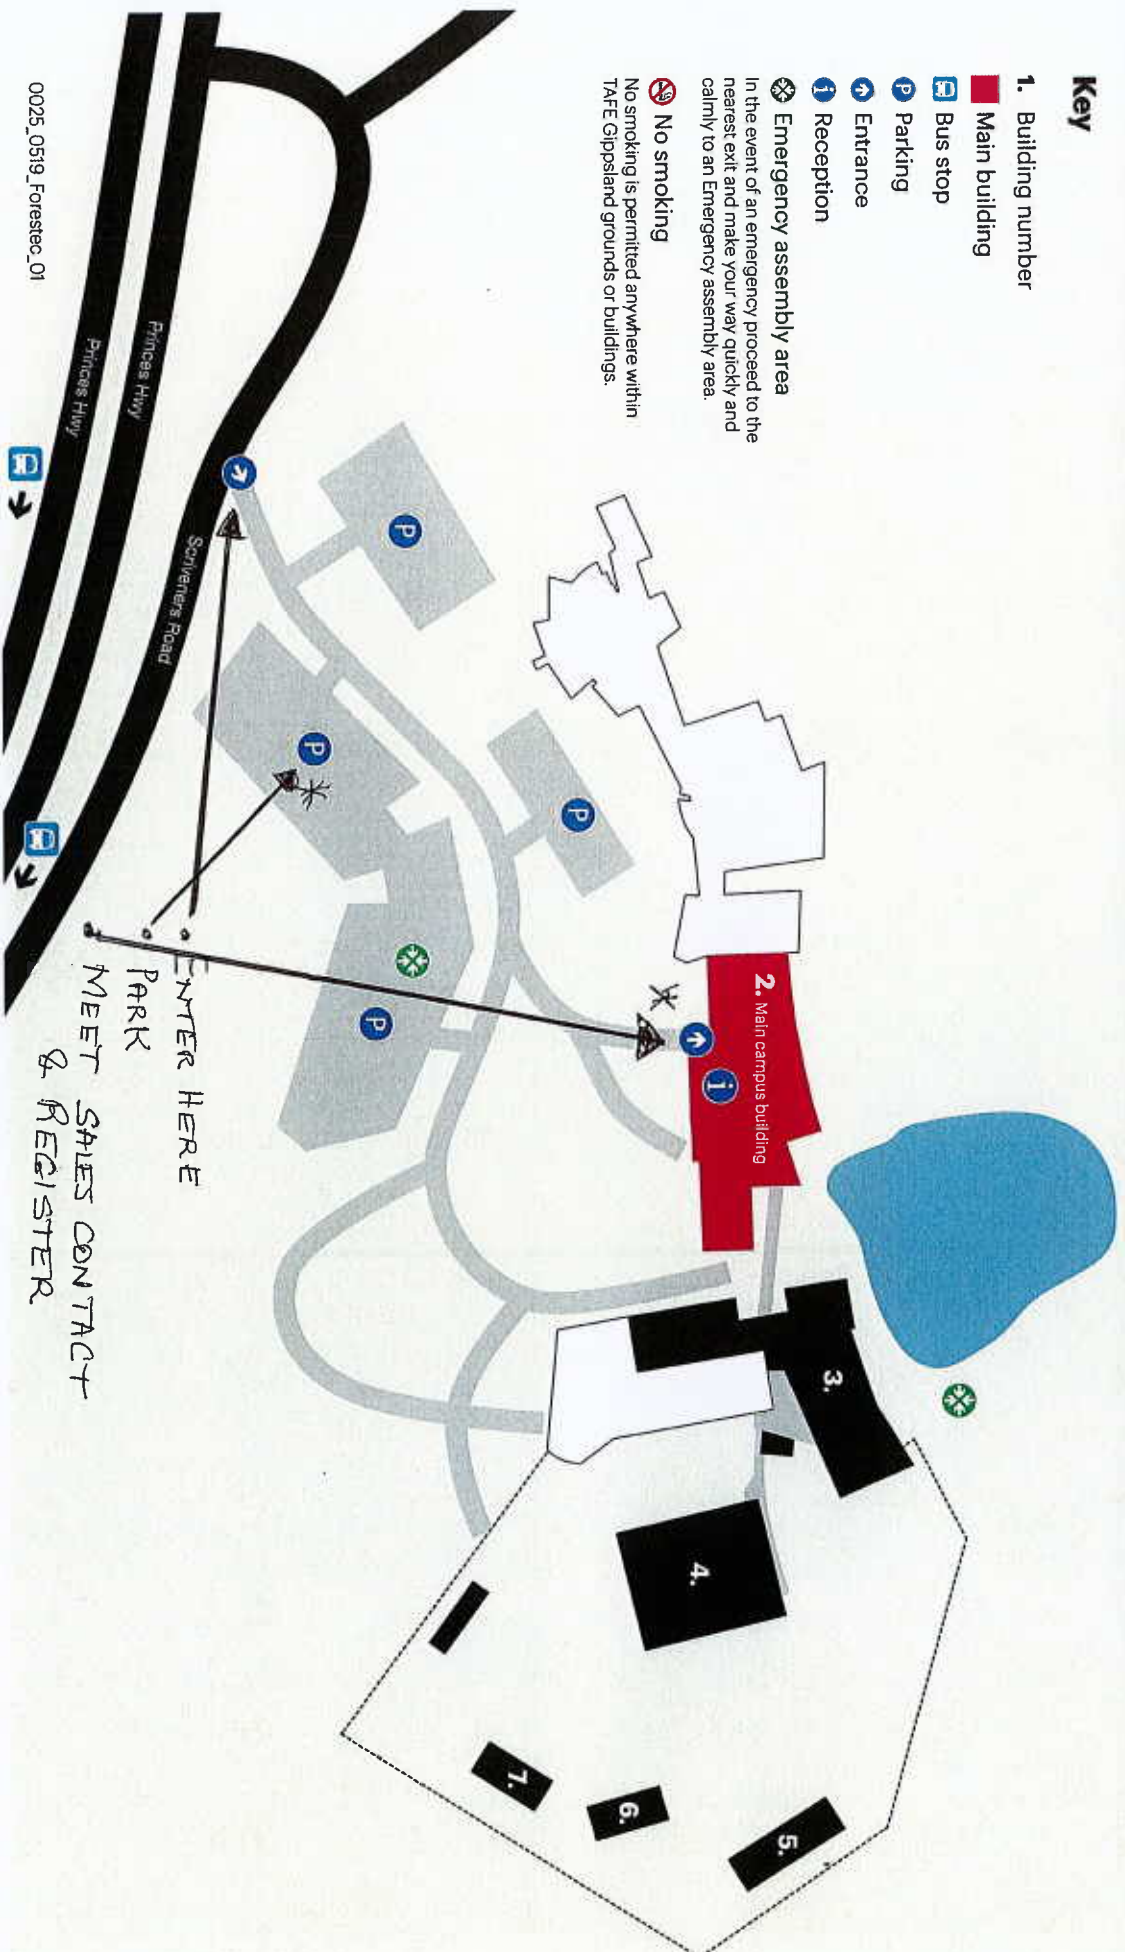 Key
1. Building number
Main building
Bus stop
Parking
Entrance
Reception
Emergency assembly area
In the event of an emergency proceed to the
nearest exit and make your way quickly and
calmly to an Emergency assembly area.
No smoking
No smoking is permitted anywhere within
TAFE Gippsland grounds or buildings.
2. Main campus building
3.
4.
5.
6.
7.
P
P
P
P
Princes Hwy
Princes Hwy
Scriveners Road
ENTER HERE
PARK
MEET SALES CONTACT
& REGISTER
0025_0519_Forestec_01